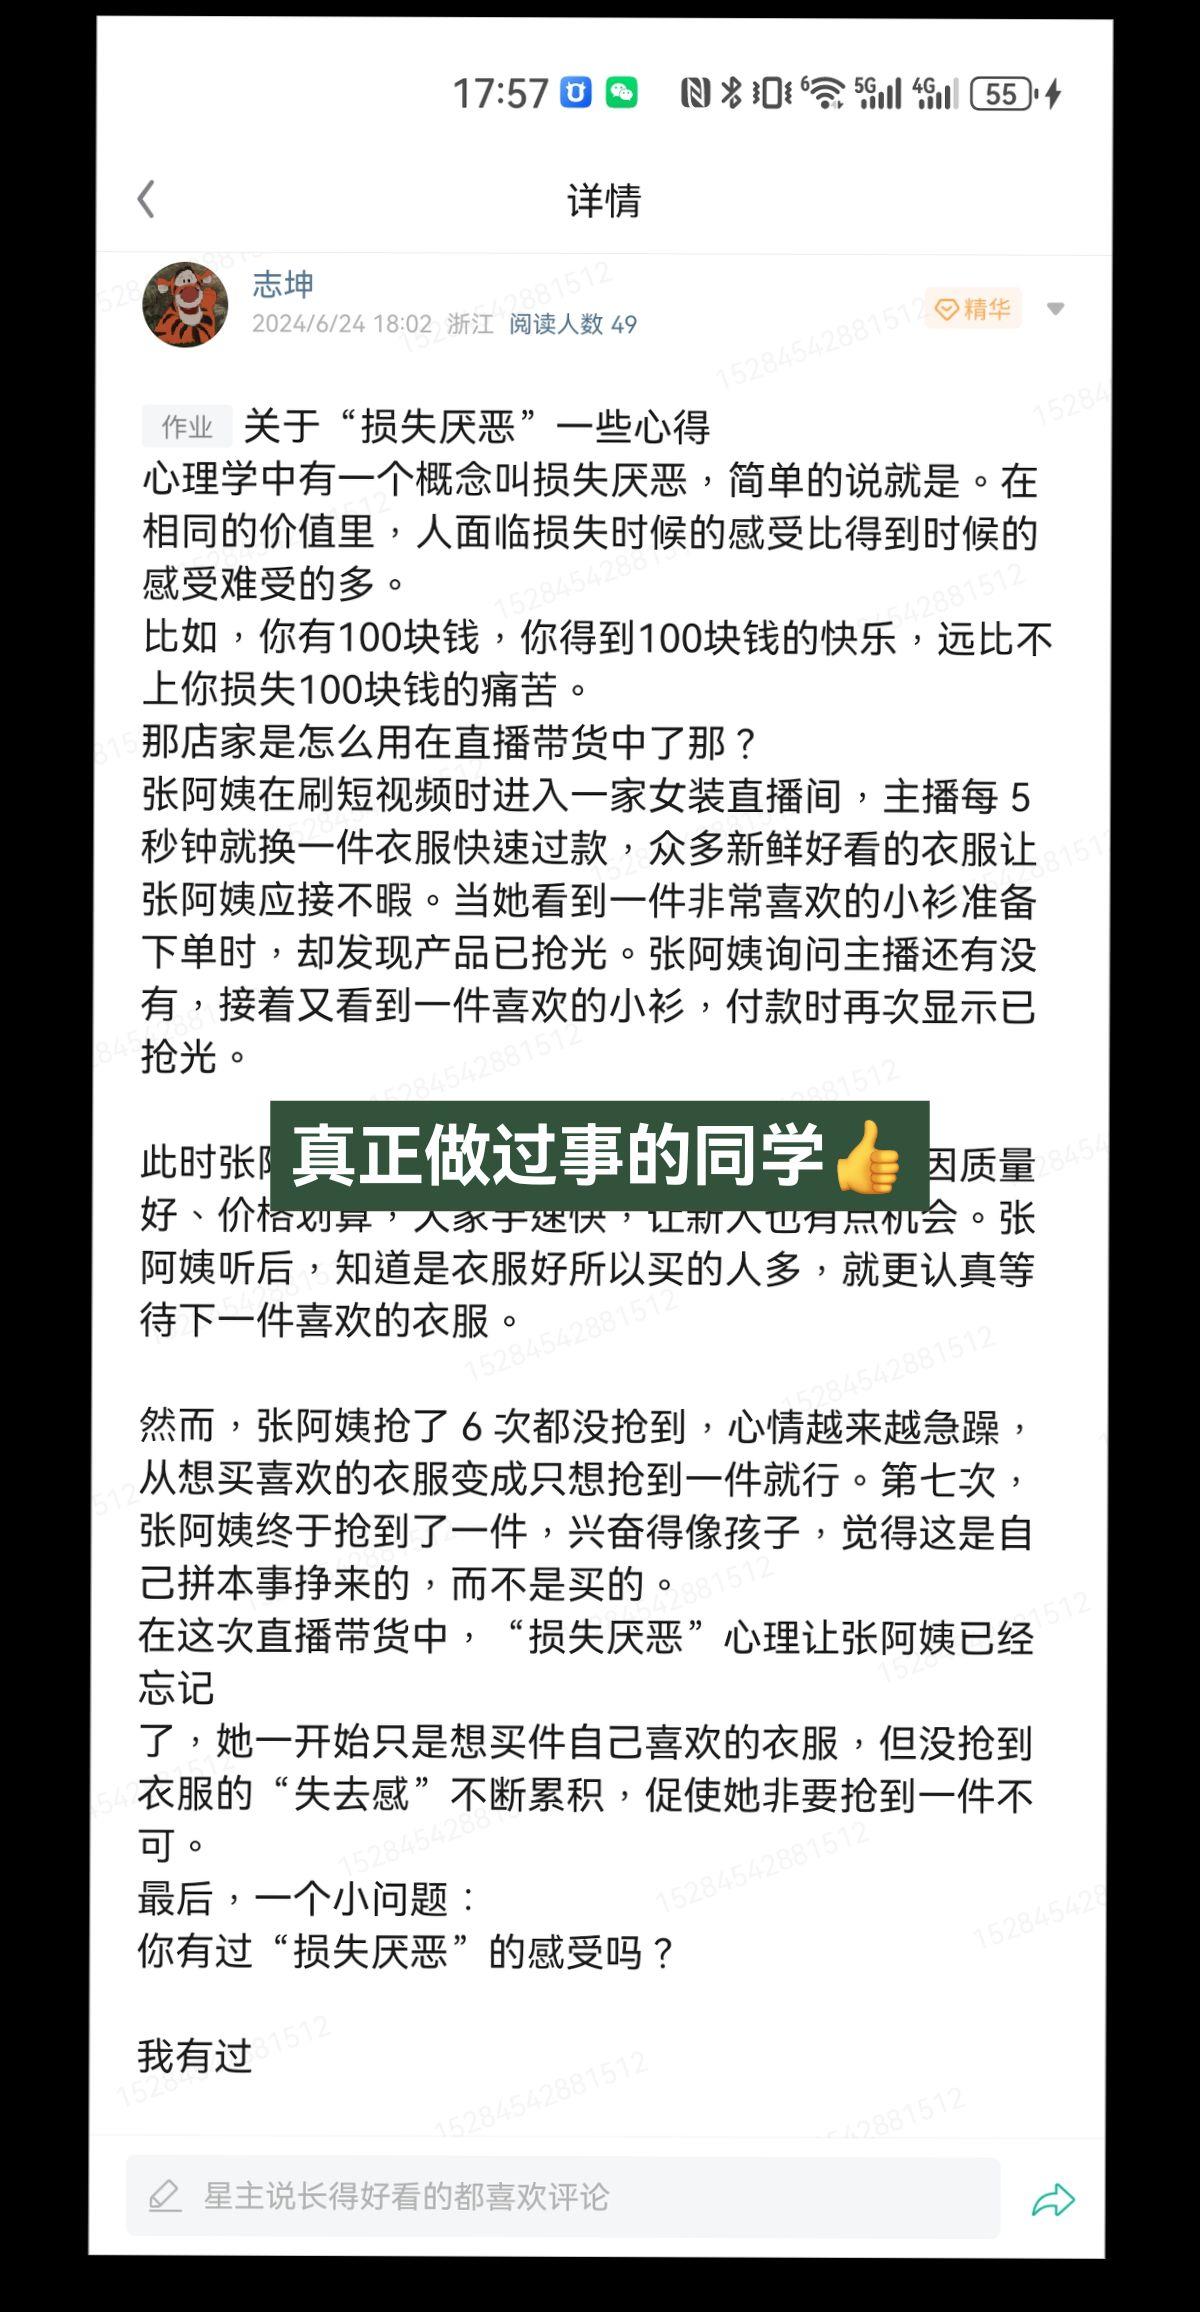 17:57 6 5G 4G 55
详情
志坤
2024/6/24 18:02 浙江 阅读人数 49
精华
作业 关于“损失厌恶”一些心得
心理学中有一个概念叫损失厌恶，简单的说就是。在
相同的价值里，人面临损失时候的感受比得到时候的
感受难受的多。
比如，你有100块钱，你得到100块钱的快乐，远比不
上你损失100块钱的痛苦。
那店家是怎么用在直播带货中了那？
张阿姨在刷短视频时进入一家女装直播间，主播每 5
秒钟就换一件衣服快速过款，众多新鲜好看的衣服让
张阿姨应接不暇。当她看到一件非常喜欢的小衫准备
下单时，却发现产品已抢光。张阿姨询问主播还有没
有，接着又看到一件喜欢的小衫，付款时再次显示已
抢光。
真正做过事的同学👍
此时张 因质量
好、价格划算，大家手速快，让新人也有点机会。张
阿姨听后，知道是衣服好所以买的人多，就更认真等
待下一件喜欢的衣服。
然而，张阿姨抢了 6 次都没抢到，心情越来越急躁，
从想买喜欢的衣服变成只想抢到一件就行。第七次，
张阿姨终于抢到了一件，兴奋得像孩子，觉得这是自
己拼本事挣来的，而不是买的。
在这次直播带货中，“损失厌恶”心理让张阿姨已经
忘记
了，她一开始只是想买件自己喜欢的衣服，但没抢到
衣服的“失去感”不断累积，促使她非要抢到一件不
可。
最后，一个小问题：
你有过“损失厌恶”的感受吗？
我有过
星主说长得好看的都喜欢评论
15284542881512